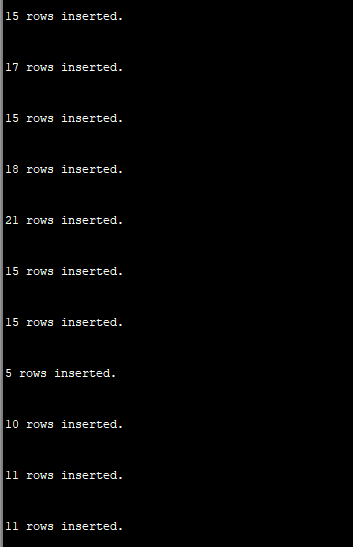 15 rows inserted.
17 rows inserted.
15 rows inserted.
18 rows inserted.
21 rows inserted.
15 rows inserted.
15 rows inserted.
5 rows inserted.
10 rows inserted.
11 rows inserted.
11 rows inserted.